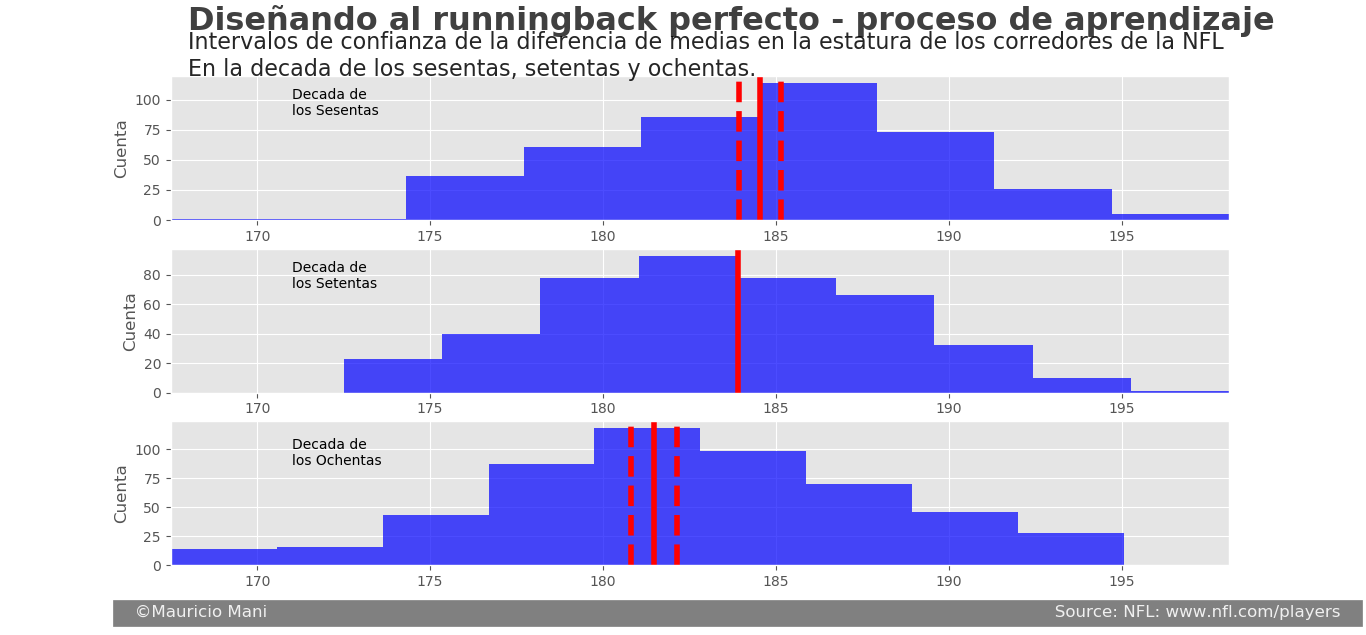 Diseñando al runningback perfecto - proceso de aprendizaje
Intervalos de confianza de la diferencia de medias en la estatura de los corredores de la NFL
En la decada de los sesentas, setentas y ochentas.
Decada de
los Sesentas
Cuenta
100
75
50
25
0
170 175 180 185 190 195
Decada de
los Setentas
Cuenta
80
60
40
20
0
170 175 180 185 190 195
Decada de
los Ochentas
Cuenta
100
75
50
25
0
170 175 180 185 190 195
©Mauricio Mani Source: NFL: www.nfl.com/players